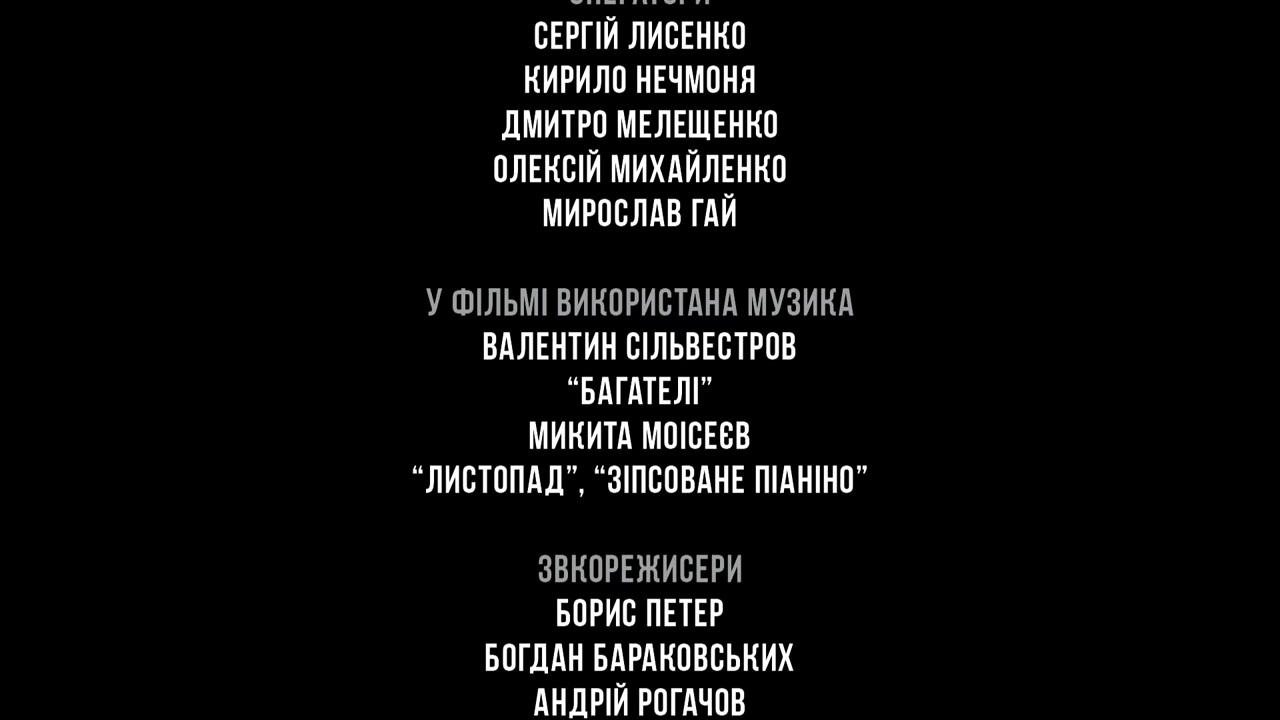 ОПЕРАТОРИ
СЕРГІЙ ЛИСЕНКО
КИРИЛО НЕЧМОНЯ
ДМИТРО МЕЛЕЩЕНКО
ОЛЕКСІЙ МИХАЙЛЕНКО
МИРОСЛАВ ГАЙ
У ФІЛЬМІ ВИКОРИСТАНА МУЗИКА
ВАЛЕНТИН СІЛЬВЕСТРОВ
“БАГАТЕЛІ”
МИКИТА МОІСЕЄВ
“ЛИСТОПАД”, “ЗІПСОВАНЕ ПІАНІНО”
ЗВКОРЕЖИСЕРИ
БОРИС ПЕТЕР
БОГДАН БАРАКОВСЬКИХ
АНДРІЙ РОГАЧОВ